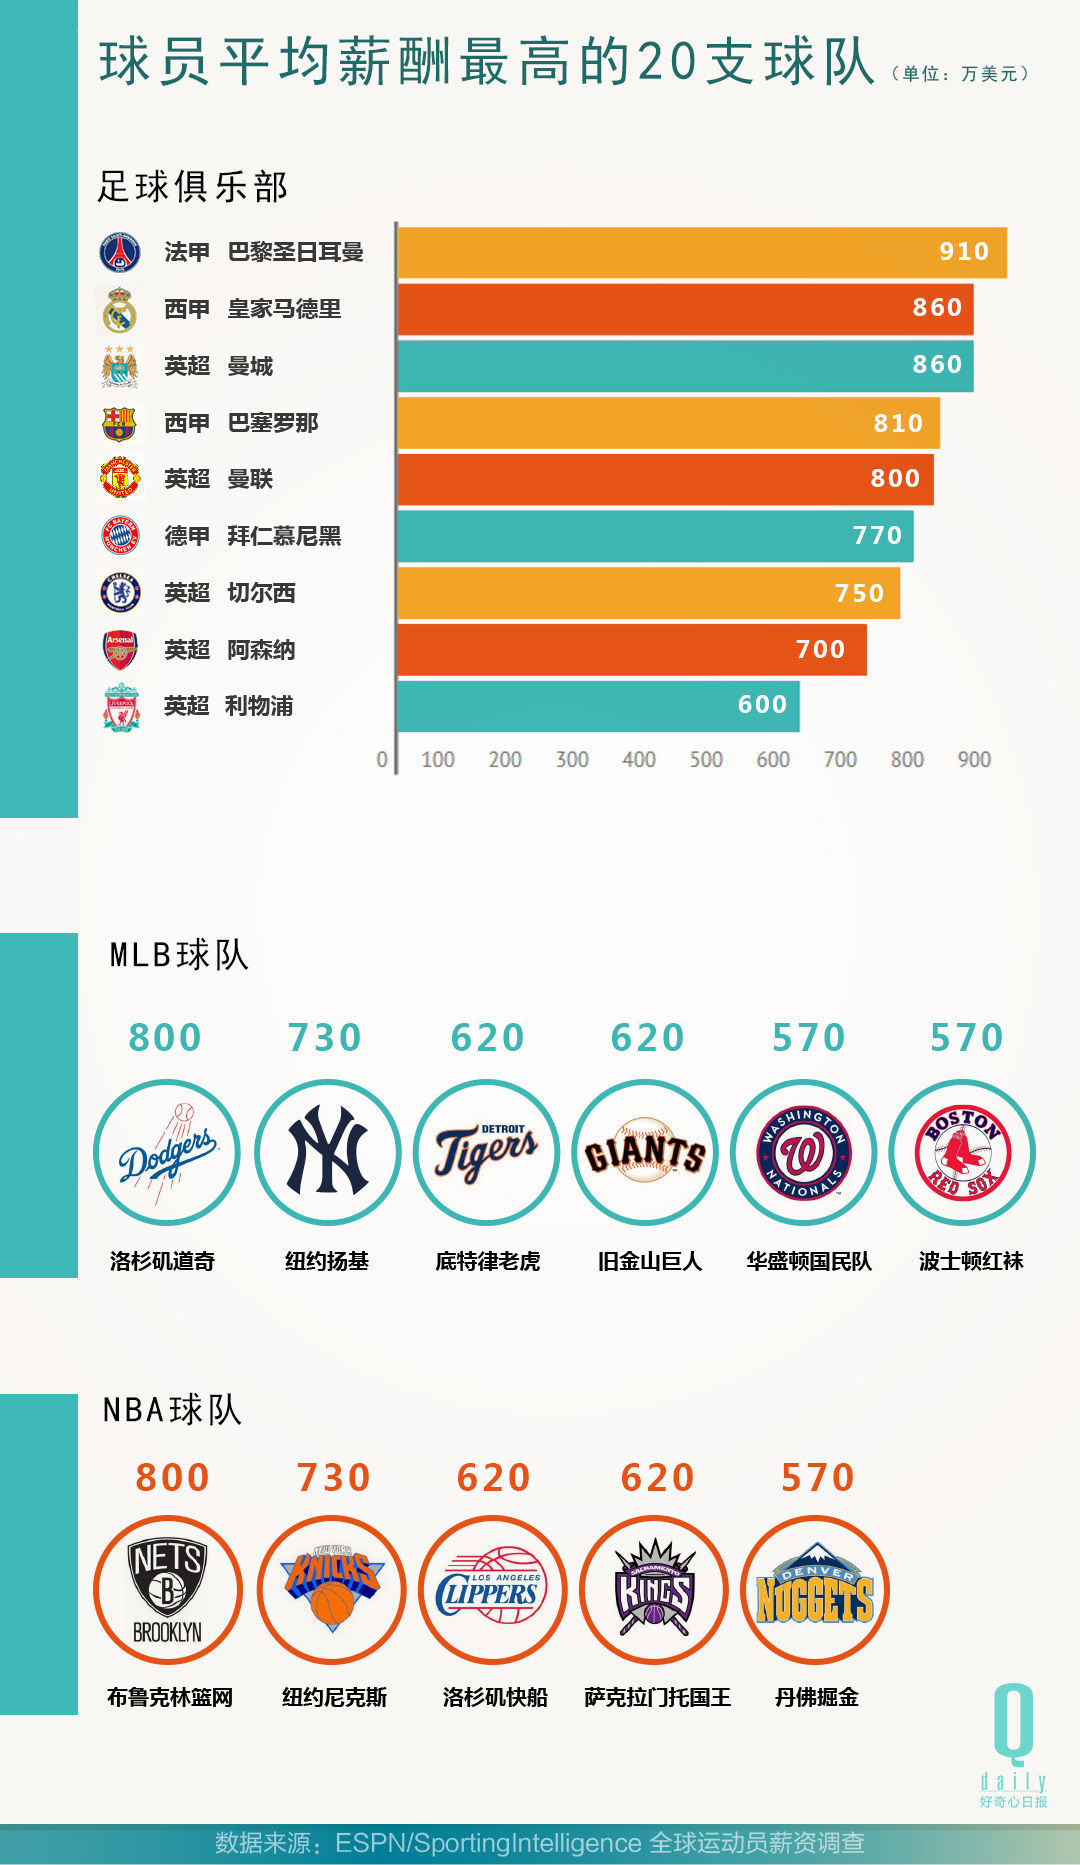 球员平均薪酬最高的20支球队（单位：万美元）
足球俱乐部
法甲 巴黎圣日耳曼 910
西甲 皇家马德里 860
英超 曼城 860
西甲 巴塞罗那 810
英超 曼联 800
德甲 拜仁慕尼黑 770
英超 切尔西 750
Arsenal 英超 阿森纳 700
英超 利物浦 600
0 100 200 300 400 500 600 700 800 900
MLB球队
800 730 620 620 570 570
Dodgers
NY
DETROIT
Tigers
GIANTS
WASHINGTON
W
NATIONALS
BOSTON
RED SOX
洛杉矶道奇 纽约扬基 底特律老虎 旧金山巨人 华盛顿国民队 波士顿红袜
NBA球队
800 730 620 620 570
NETS
B
BROOKLYN
NEW YORK
KNICKS
LOS ANGELES
CLIPPERS
SACRAMENTO
KINGS
DENVER
NUGGETS
布鲁克林篮网 纽约尼克斯 洛杉矶快船 萨克拉门托国王 丹佛掘金
Q
daily
好奇心日报
数据来源：ESPN/SportingIntelligence 全球运动员薪资调查